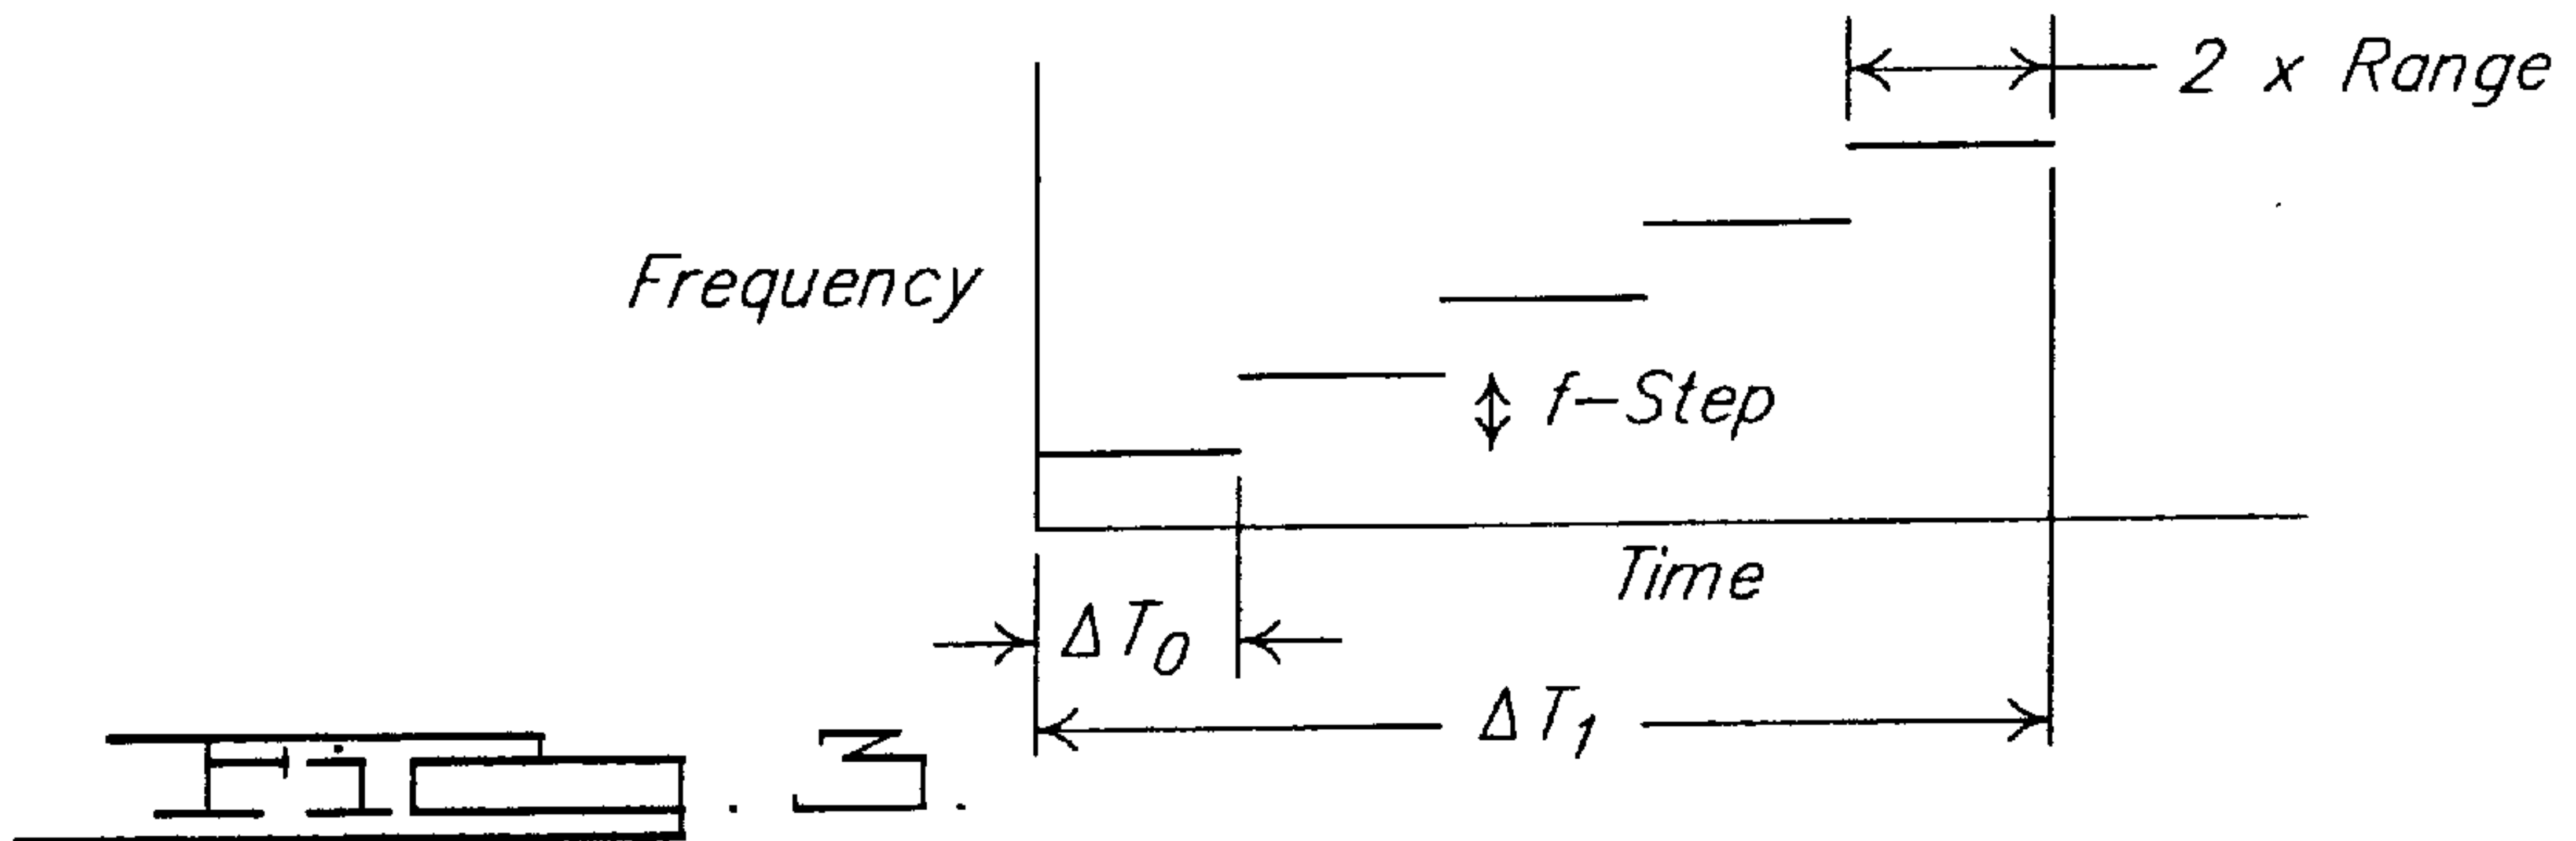 2 x Range
Frequency
f-Step
Time
ΔT₀
ΔT₁
Fig. 3.